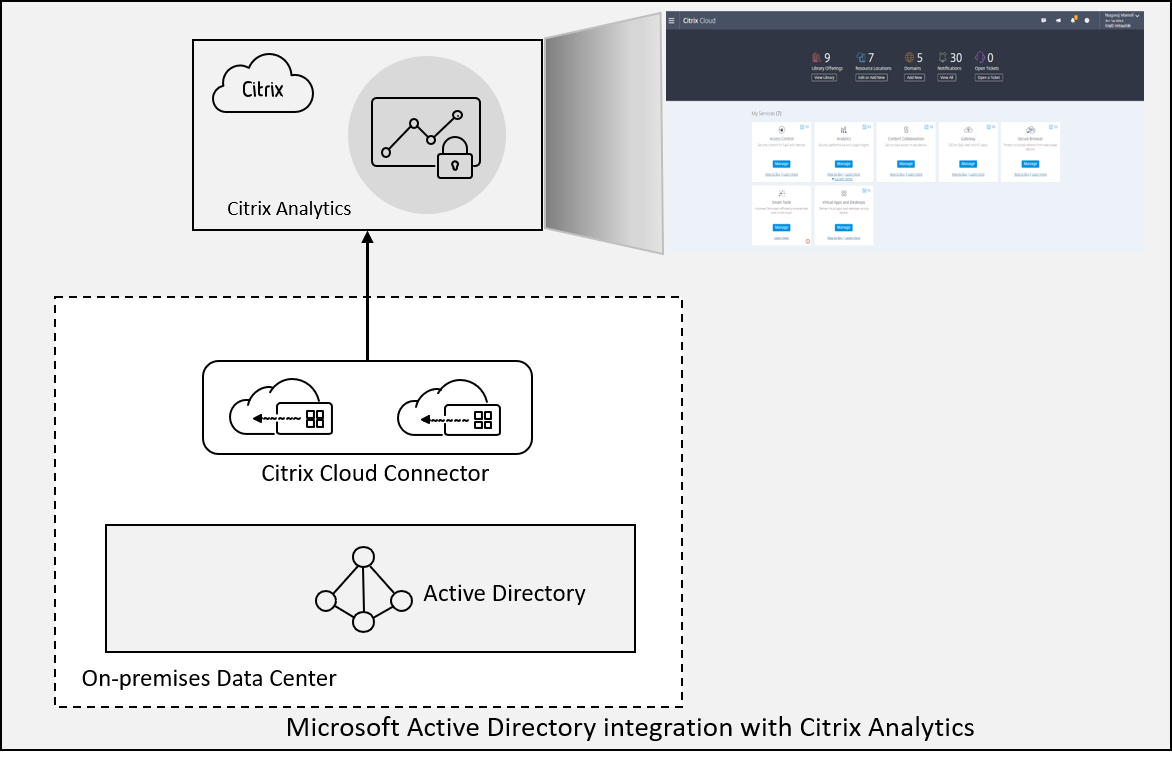 Citrix
Citrix Analytics
Citrix Cloud
9
Library Offerings
View Library
7
Resource Locations
Edit or Add New
5
Domains
Add New
30
Notifications
View All
0
Open Tickets
Open a Ticket
My Services (7)
Access Control
Manage
Analytics
Manage
Content Collaboration
Manage
Gateway
Manage
Secure Browser
Manage
Smart Tools
Manage
Virtual Apps and Desktops
Manage
Citrix Cloud Connector
Active Directory
On-premises Data Center
Microsoft Active Directory integration with Citrix Analytics